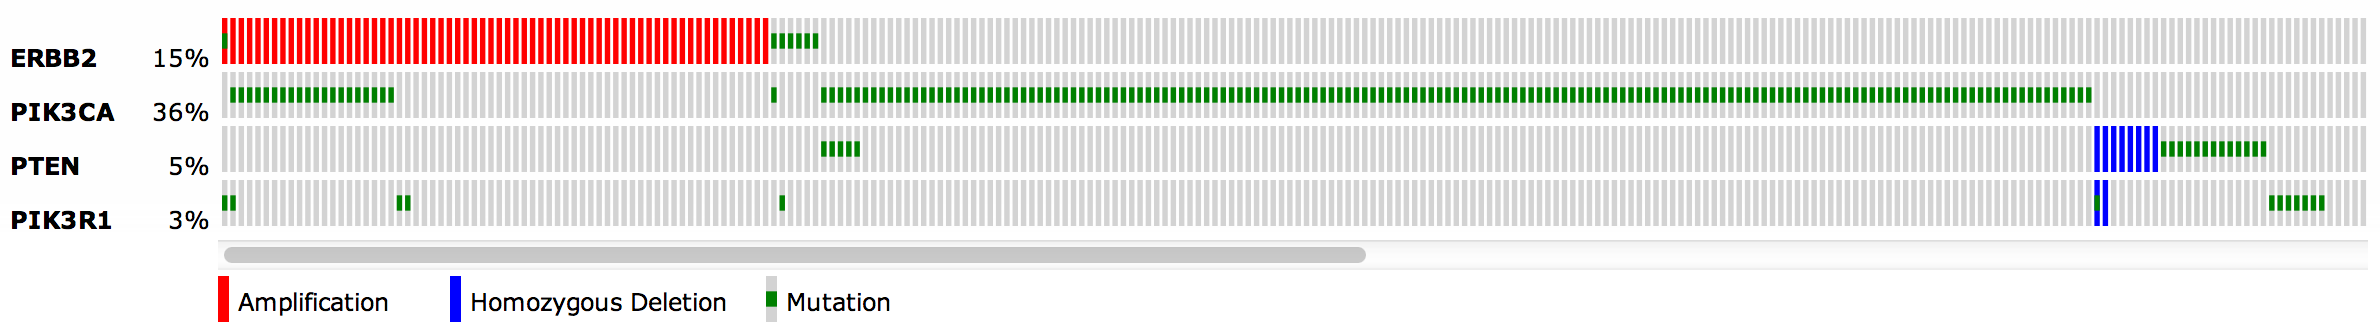 ERBB2 15%
PIK3CA 36%
PTEN 5%
PIK3R1 3%
Amplification Homozygous Deletion Mutation